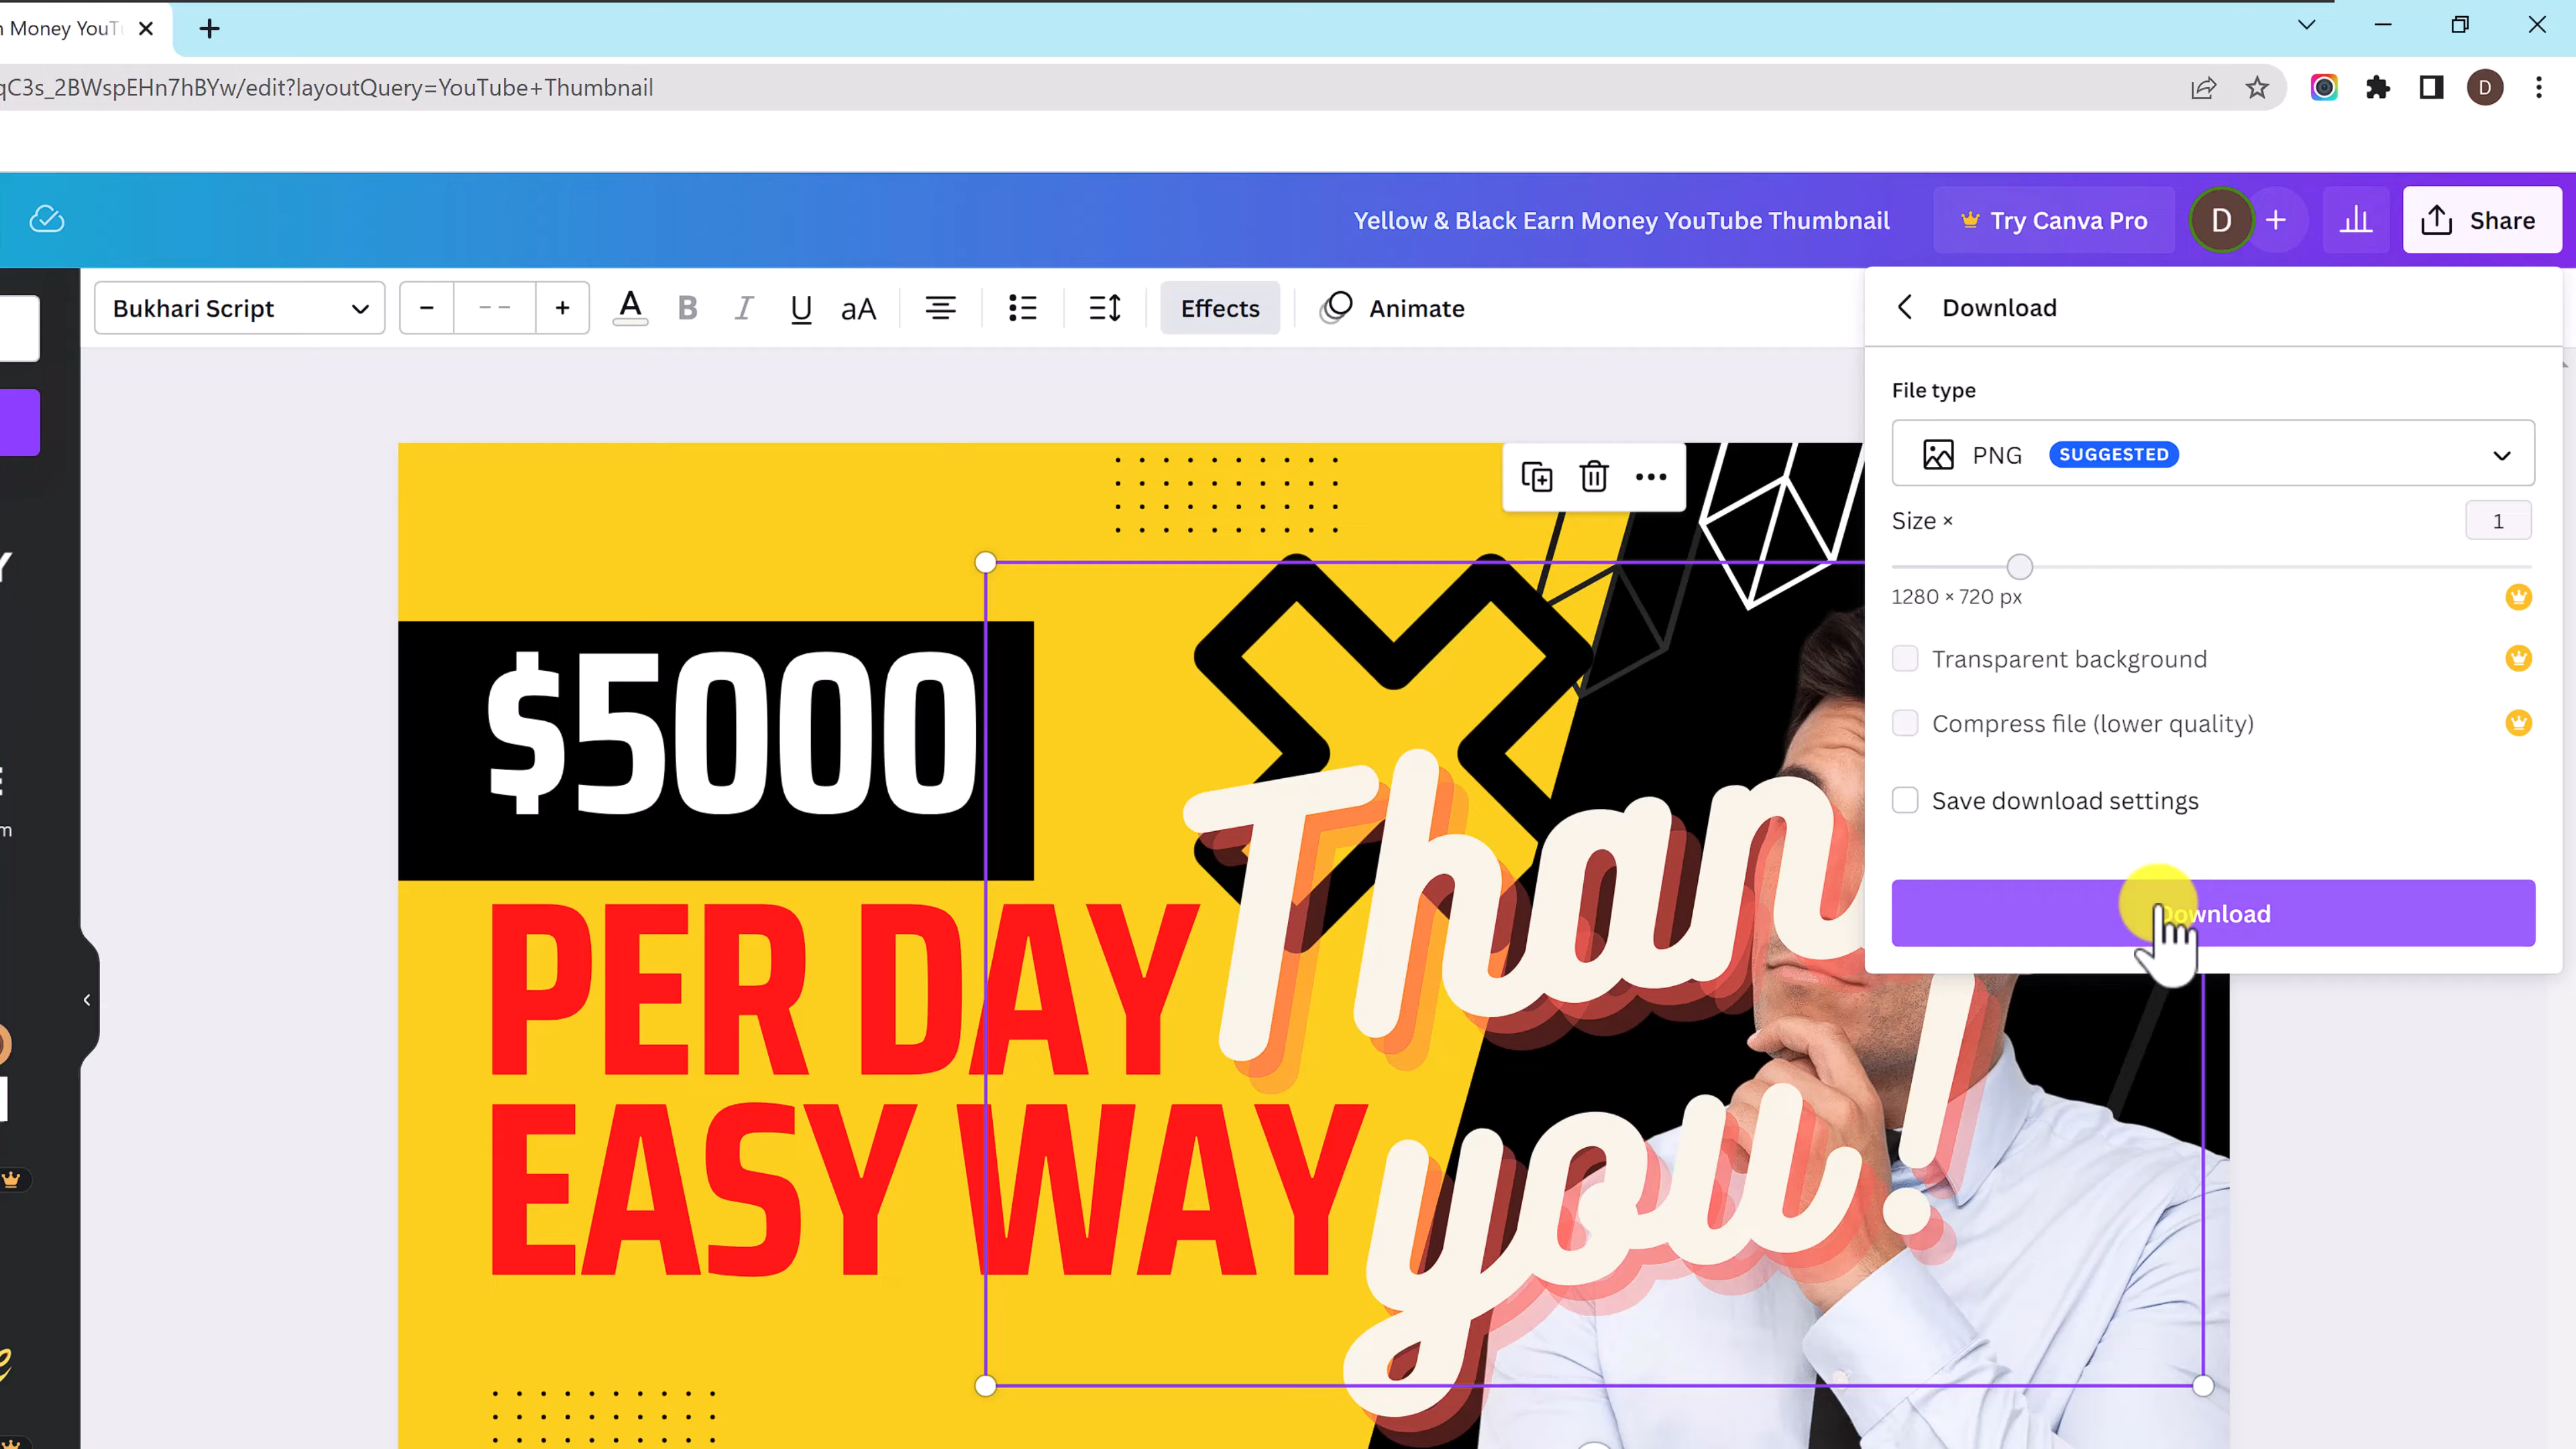 n Money YouT
qC3s_2BWspEHn7hBYw/edit?layoutQuery=YouTube+Thumbnail
D
Yellow & Black Earn Money YouTube Thumbnail
Try Canva Pro
D
Share
Bukhari Script
A
B
I
U
aA
Effects
Animate
Download
File type
PNG
SUGGESTED
Size ×
1
1280 × 720 px
Transparent background
Compress file (lower quality)
Save download settings
Download
$5000
PER DAY
EASY WAY
Than
you!
Y
E
m
e